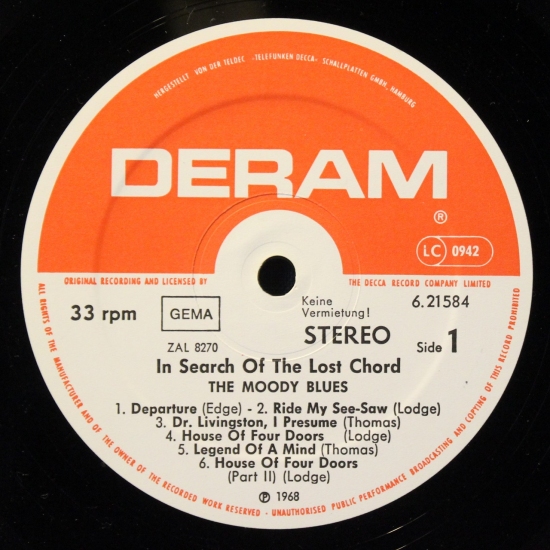 HERGESTELLT VON DER TELDEC »TELEFUNKEN DECCA« SCHALLPLATTEN GMBH, HAMBURG
DERAM
®
LC 0942
ORIGINAL RECORDING AND LICENSED BY THE DECCA RECORD COMPANY LIMITED
33 rpm
GEMA
Keine
Vermietung!
6.21584
ZAL 8270
STEREO
Side 1
In Search Of The Lost Chord
THE MOODY BLUES
1. Departure (Edge) - 2. Ride My See-Saw (Lodge)
3. Dr. Livingston, I Presume (Thomas)
4. House Of Four Doors (Lodge)
5. Legend Of A Mind (Thomas)
6. House Of Four Doors
(Part II) (Lodge)
℗ 1968
ALL RIGHTS OF THE MANUFACTURER AND OF THE OWNER OF THE RECORDED WORK RESERVED - UNAUTHORISED PUBLIC PERFORMANCE BROADCASTING AND COPYING OF THIS RECORD PROHIBITED